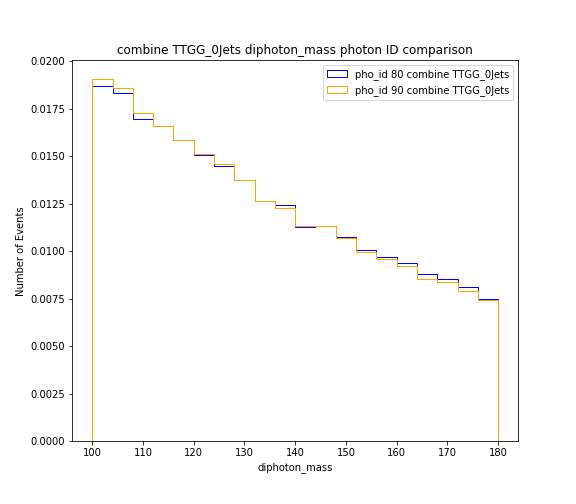 combine TTGG_0Jets diphoton_mass photon ID comparison
pho_id 80 combine TTGG_0Jets
pho_id 90 combine TTGG_0Jets
Number of Events
0.0200
0.0175
0.0150
0.0125
0.0100
0.0075
0.0050
0.0025
0.0000
100 110 120 130 140 150 160 170 180
diphoton_mass